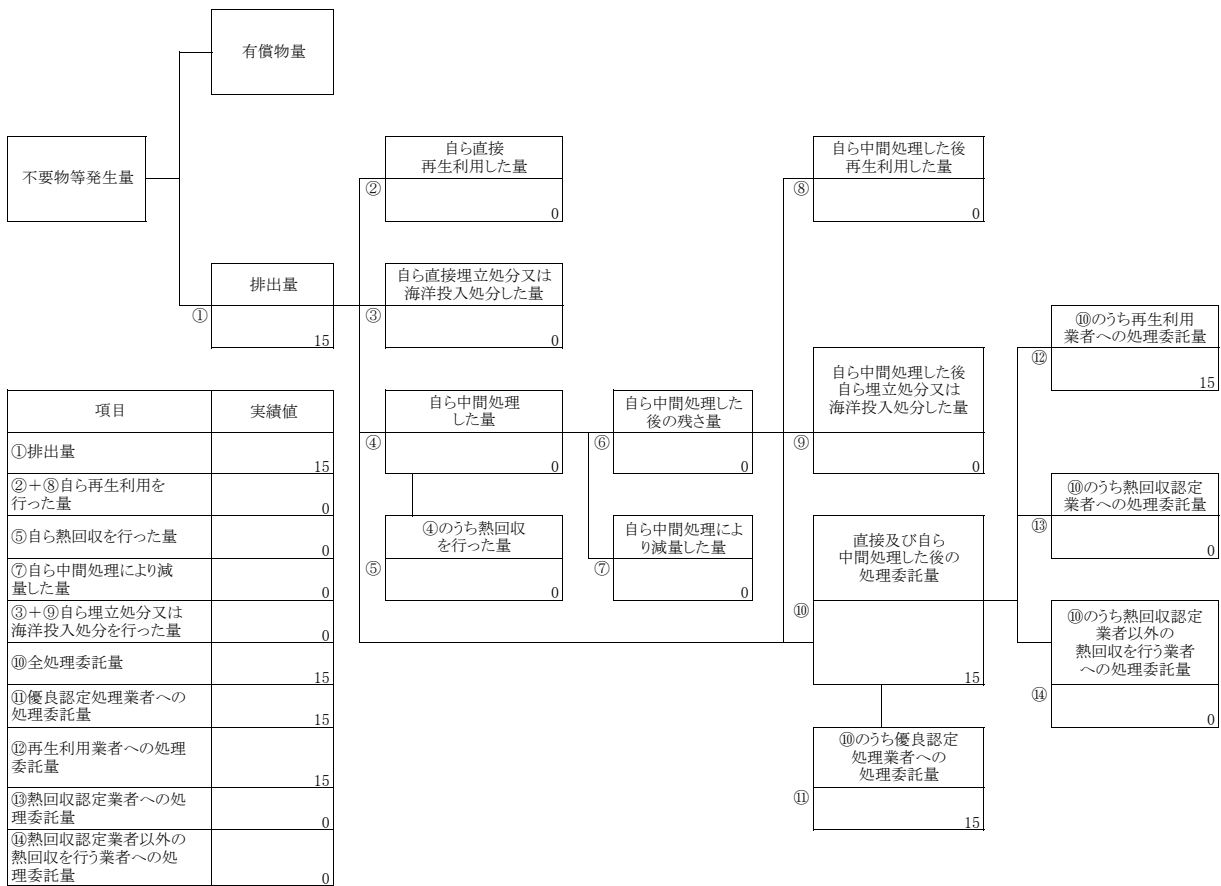 有償物量
不要物等発生量
自ら直接
再生利用した量
②
0
自ら中間処理した後
再生利用した量
⑧
0
排出量
①
15
自ら直接埋立処分又は
海洋投入処分した量
③
0
⑩のうち再生利用
業者への処理委託量
⑫
15
自ら中間処理
した量
④
0
自ら中間処理した
後の残さ量
⑥
0
自ら中間処理した後
自ら埋立処分又は
海洋投入処分した量
⑨
0
⑩のうち熱回収認定
業者への処理委託量
⑬
0
④のうち熱回収
を行った量
⑤
0
自ら中間処理によ
り減量した量
⑦
0
直接及び自ら
中間処理した後の
処理委託量
⑩
15
⑩のうち熱回収認定
業者以外の
熱回収を行う業者
への処理委託量
⑭
0
⑩のうち優良認定
処理業者への
処理委託量
⑪
15
項目
実績値
①排出量
15
②+⑧自ら再生利用を
行った量
0
⑤自ら熱回収を行った量
0
⑦自ら中間処理により減
量した量
0
③+⑨自ら埋立処分又は
海洋投入処分を行った量
0
⑩全処理委託量
15
⑪優良認定処理業者への
処理委託量
15
⑫再生利用業者への処理
委託量
15
⑬熱回収認定業者への処
理委託量
0
⑭熱回収認定業者以外の
熱回収を行う業者への処
理委託量
0